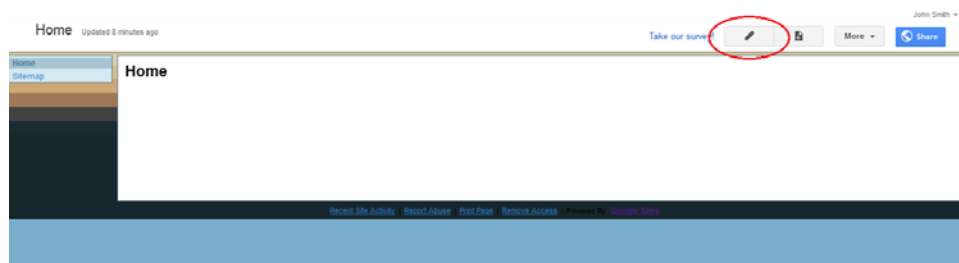 John Smith
Home Updated 0 minutes ago
Take our survey! More Share
Home
Sitemap
Home
Recent Site Activity | Report Abuse | Print Page | Remove Access | Powered By Google Sites